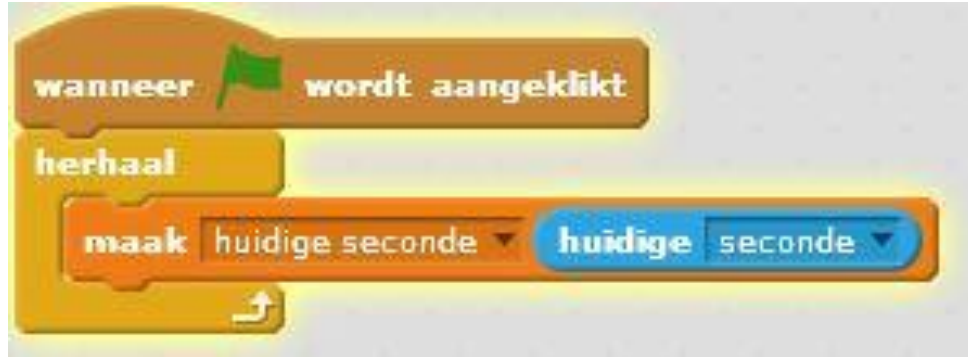 wanneer wordt aangeklikt
herhaal
maak huidige seconde huidige seconde